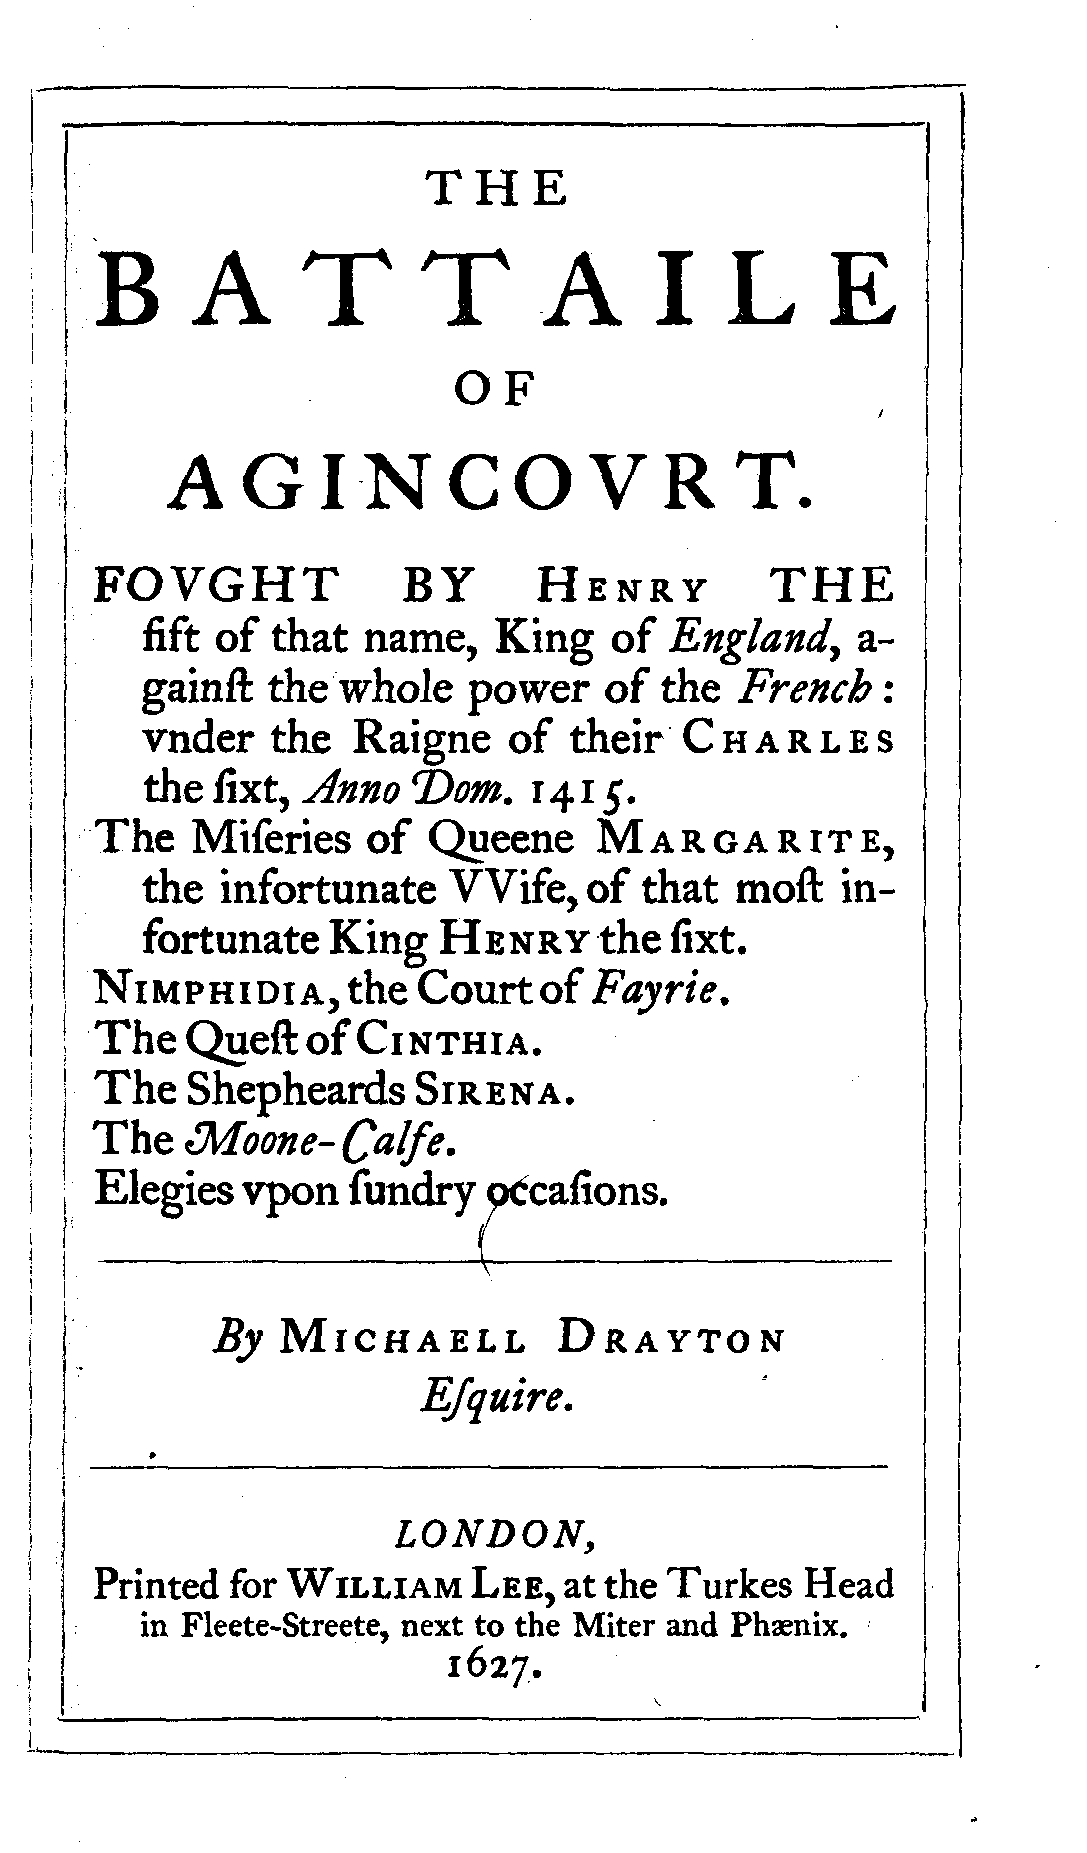 THE
BATTAILE
OF
AGINCOVRT.
FOVGHT BY HENRY THE
fift of that name, King of England, a-
gainſt the whole power of the French :
vnder the Raigne of their CHARLES
the ſixt, Anno Dom. 1415.
The Miſeries of Queene MARGARITE,
the infortunate VVife, of that moſt in-
fortunate King HENRY the ſixt.
NIMPHIDIA, the Court of Fayrie.
The Queſt of CINTHIA.
The Shepheards SIRENA.
The Moone-Calfe.
Elegies vpon ſundry occaſions.
By MICHAELL DRAYTON
Eſquire.
LONDON,
Printed for WILLIAM LEE, at the Turkes Head
in Fleete-Streete, next to the Miter and Phænix.
1627.